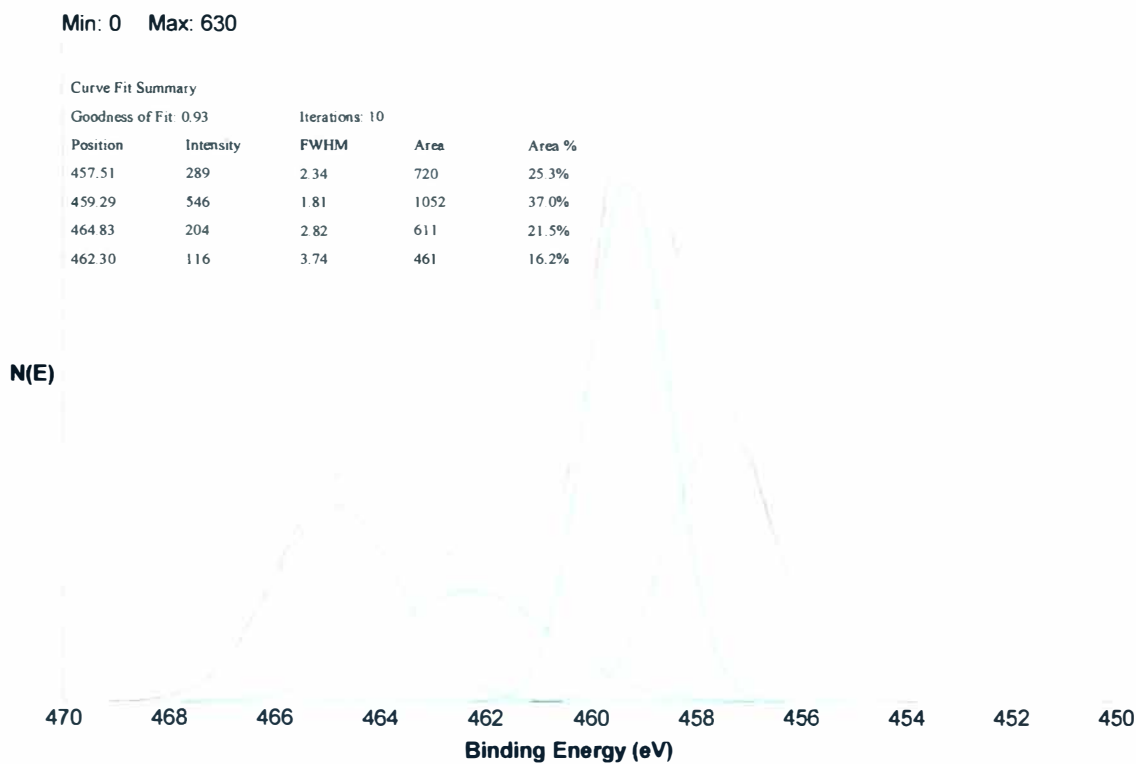 Min: 0 Max: 630
Curve Fit Summary
Goodness of Fit: 0.93 Iterations: 10
Position Intensity FWHM Area Area %
457.51 289 2.34 720 25.3%
459.29 546 1.81 1052 37.0%
464.83 204 2.82 611 21.5%
462.30 116 3.74 461 16.2%
N(E)
470 468 466 464 462 460 458 456 454 452 450
Binding Energy (eV)